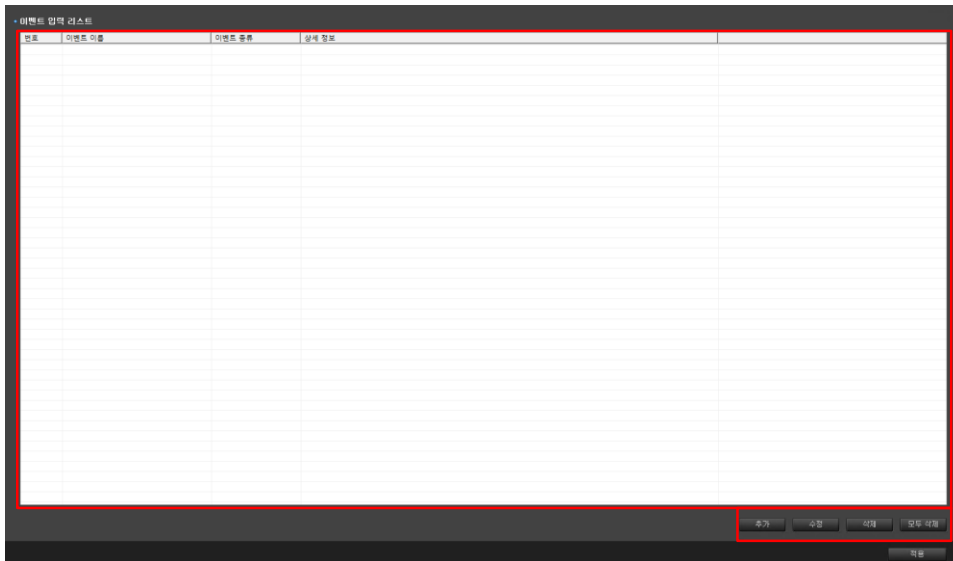 이벤트 입력 리스트
번호 이벤트 이름 이벤트 종류 상세 정보
추가 수정 삭제 모두 삭제
적용